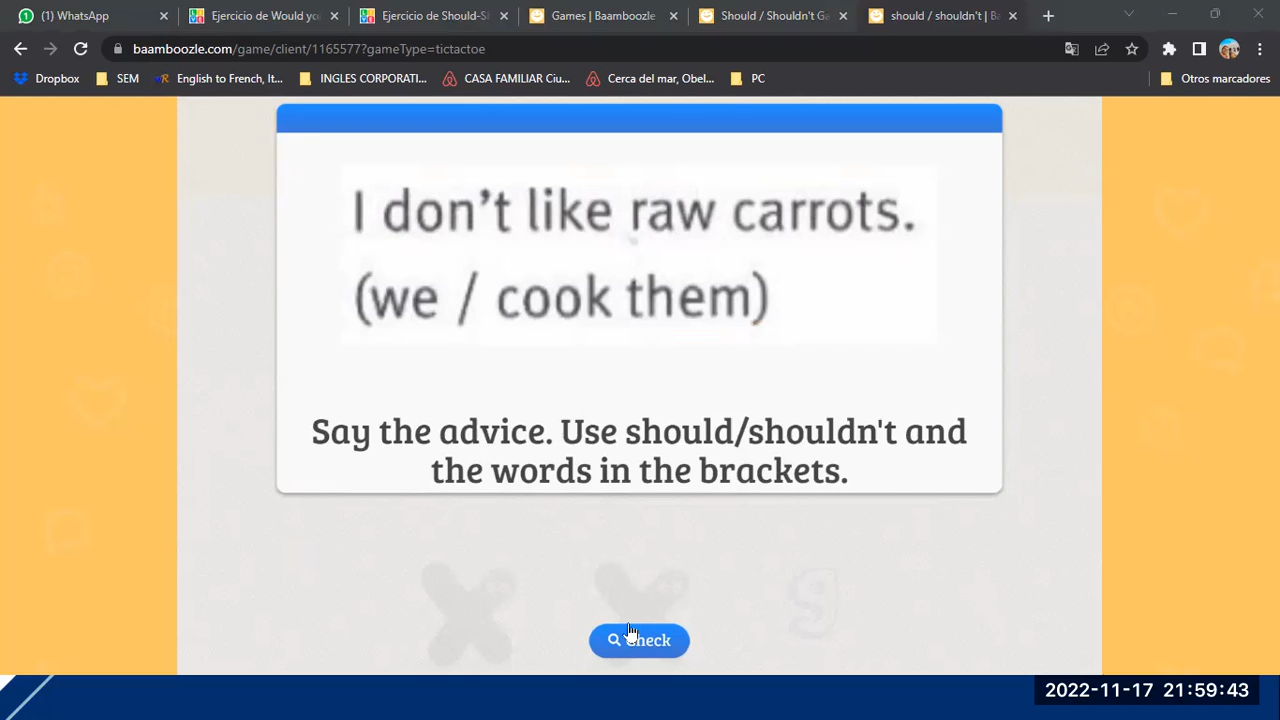 (1) WhatsApp
Ejercicio de Would yo
Ejercicio de Should-S
Games | Baamboozle
Should / Shouldn't Ga
should / shouldn't | Ba
baamboozle.com/game/client/1165577?gameType=tictactoe
Dropbox
SEM
English to French, It...
INGLES CORPORATI...
CASA FAMILIAR Ciu...
Cerca del mar, Obel...
PC
Otros marcadores
I don't like raw carrots.
(we / cook them)
Say the advice. Use should/shouldn't and
the words in the brackets.
9
Check
2022-11-17 21:59:43